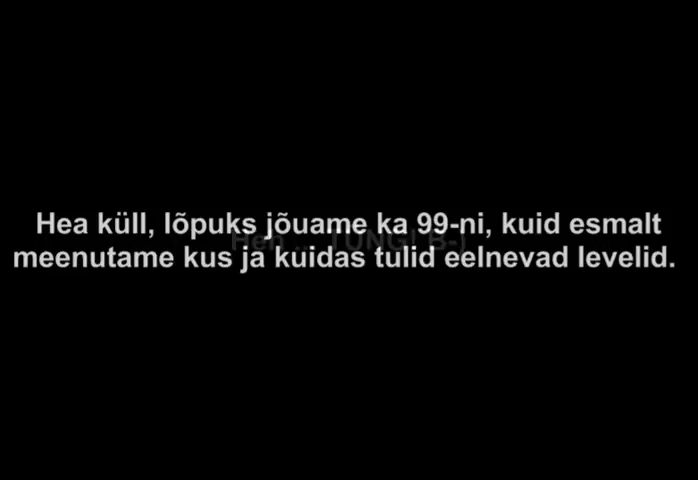 Hea küll, lõpuks jõuame ka 99-ni, kuid esmalt
meenutame kus ja kuidas tulid eelnevad levelid.